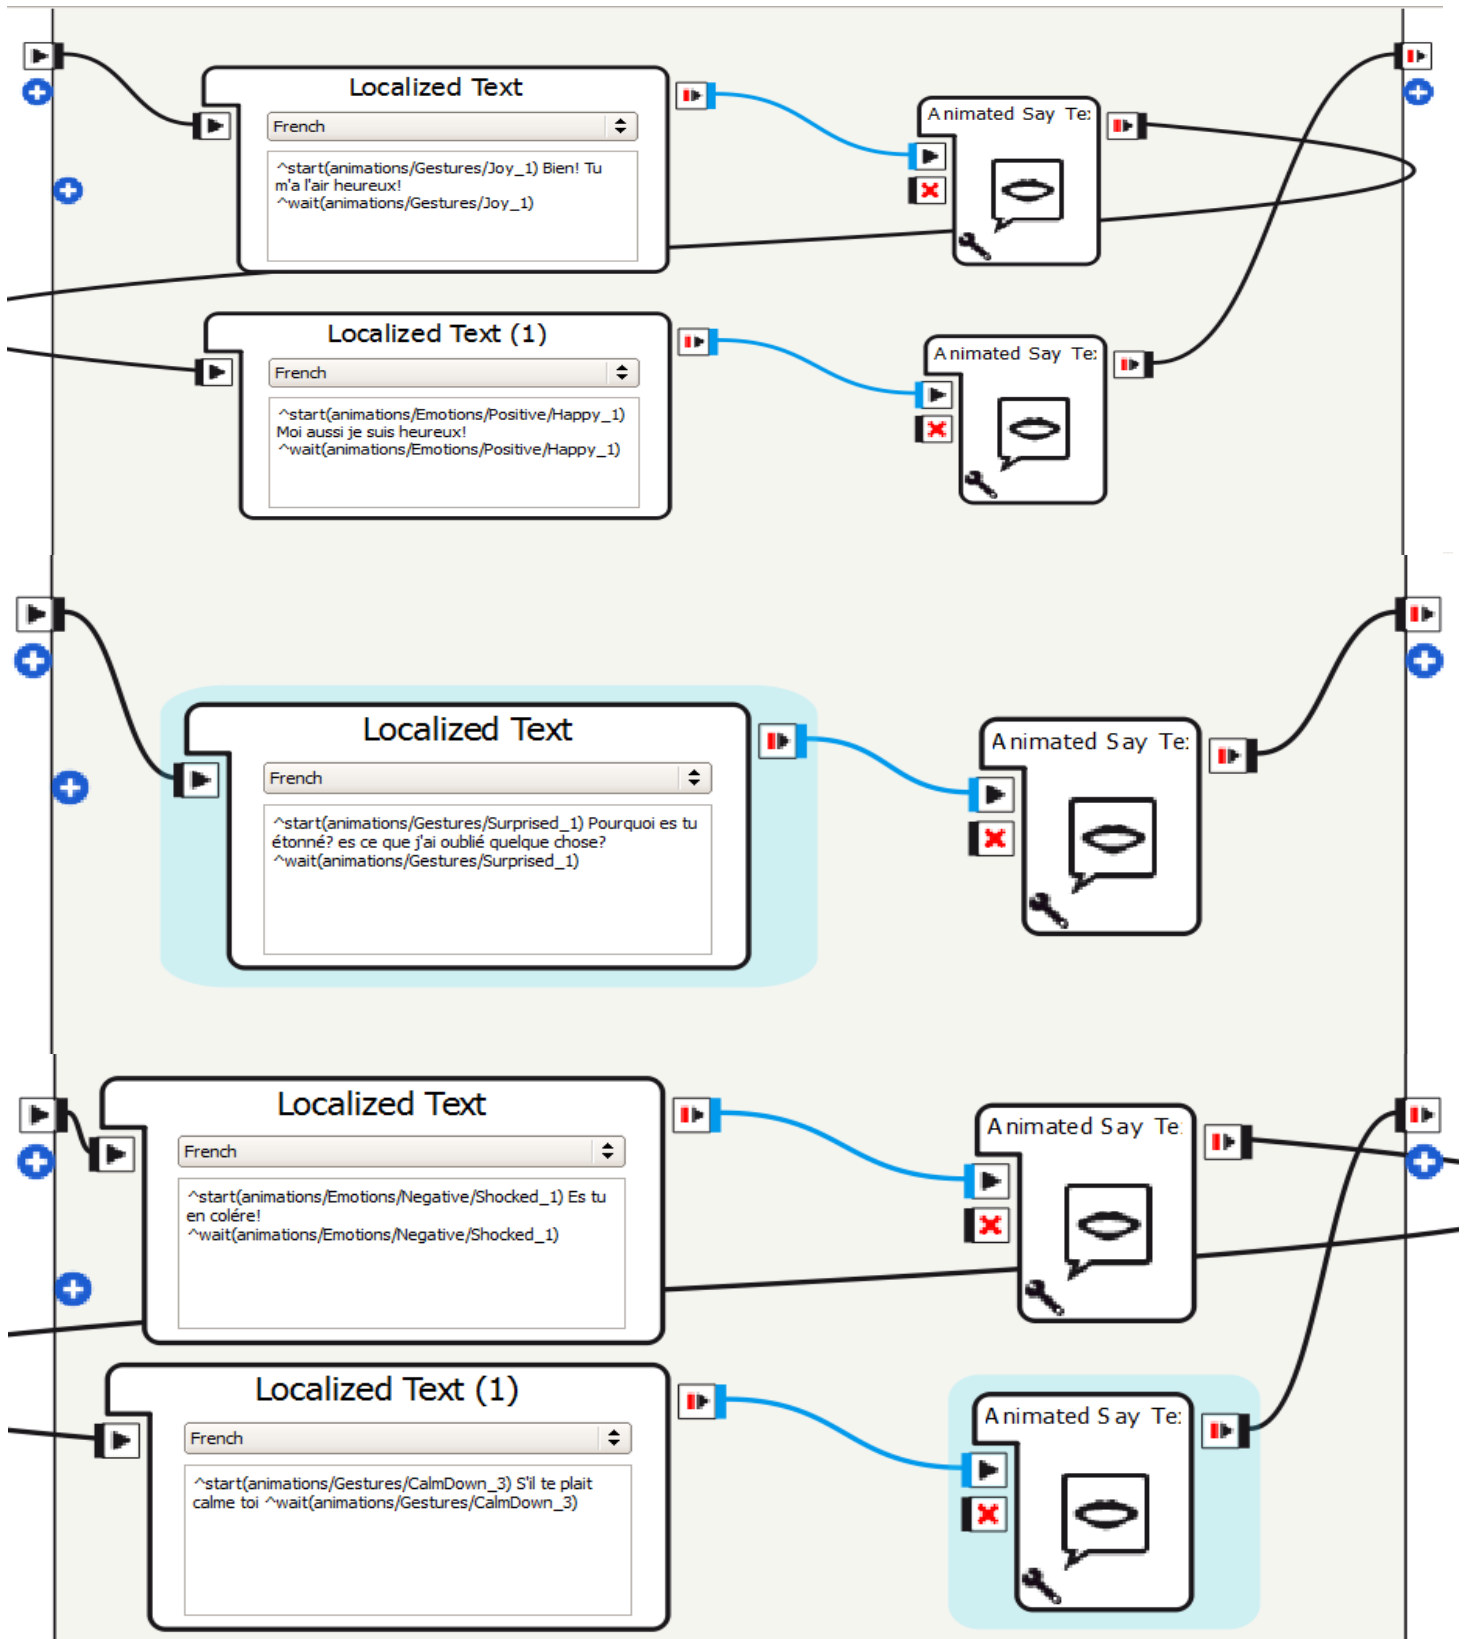 Localized Text
French
^start(animations/Gestures/Joy_1) Bien! Tu
m'a l'air heureux!
^wait(animations/Gestures/Joy_1)
Animated Say Te
Localized Text (1)
French
^start(animations/Emotions/Positive/Happy_1)
Moi aussi je suis heureux!
^wait(animations/Emotions/Positive/Happy_1)
Animated Say Te
Localized Text
French
^start(animations/Gestures/Surprised_1) Pourquoi es tu
étonné? es ce que j'ai oublié quelque chose?
^wait(animations/Gestures/Surprised_1)
Animated Say Te
Localized Text
French
^start(animations/Emotions/Negative/Shocked_1) Es tu
en colére!
^wait(animations/Emotions/Negative/Shocked_1)
Animated Say Te
Localized Text (1)
French
^start(animations/Gestures/CalmDown_3) S'il te plait
calme toi ^wait(animations/Gestures/CalmDown_3)
Animated Say Te